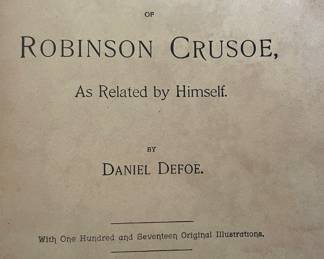 OF
ROBINSON CRUSOE,
As Related by Himself.
BY
DANIEL DEFOE.
With One Hundred and Seventeen Original Illustrations.